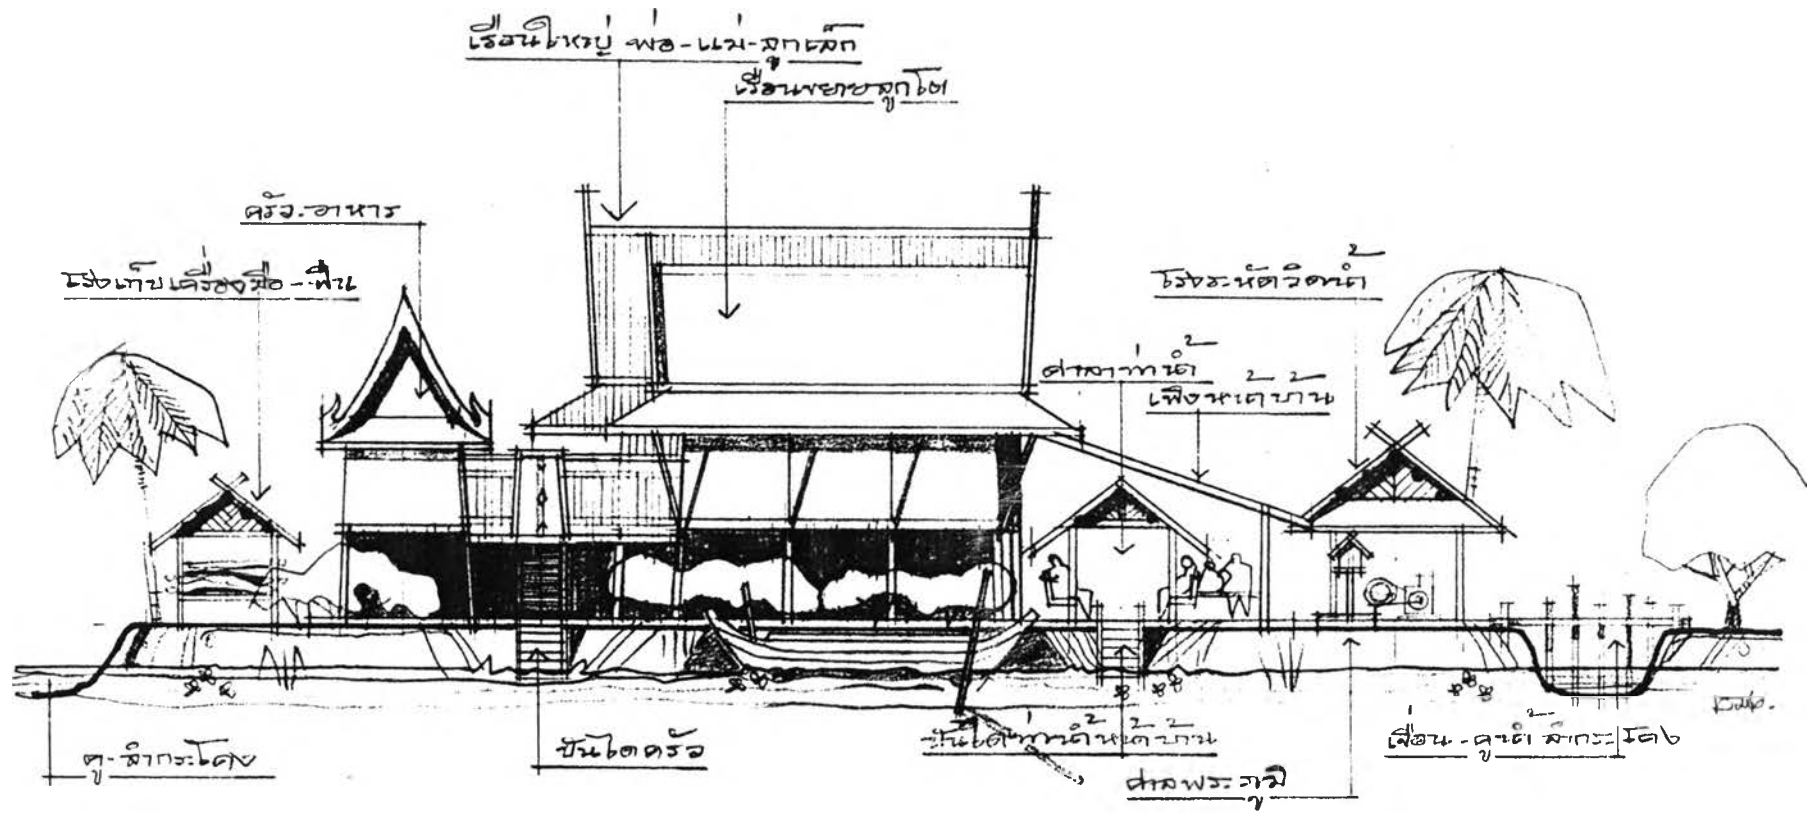 เรือนใหญ่ พ่อ-แม่-ลูกเล็ก
เรือนขยายลูกโต
ครัว-อาหาร
โรงเก็บเครื่องมือ-ฟืน
โรงระหัดวิดน้ำ
ศาลาท่าน้ำ
เพิงหน้าบ้าน
คู-ลำกระโดง
บันไดครัว
บันไดท่าน้ำหน้าบ้าน
ศาลพระภูมิ
เขื่อน-คูน้ำ ลำกระโดง